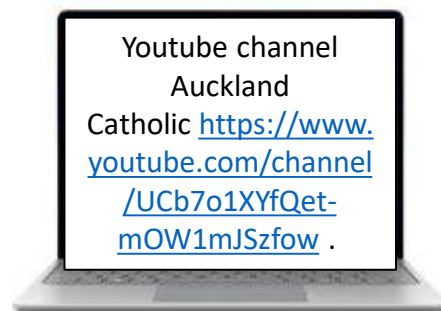 Youtube channel
Auckland
Catholic https://www.
youtube.com/channel
/UCb7o1XYfQet-
mOW1mJSzfow .